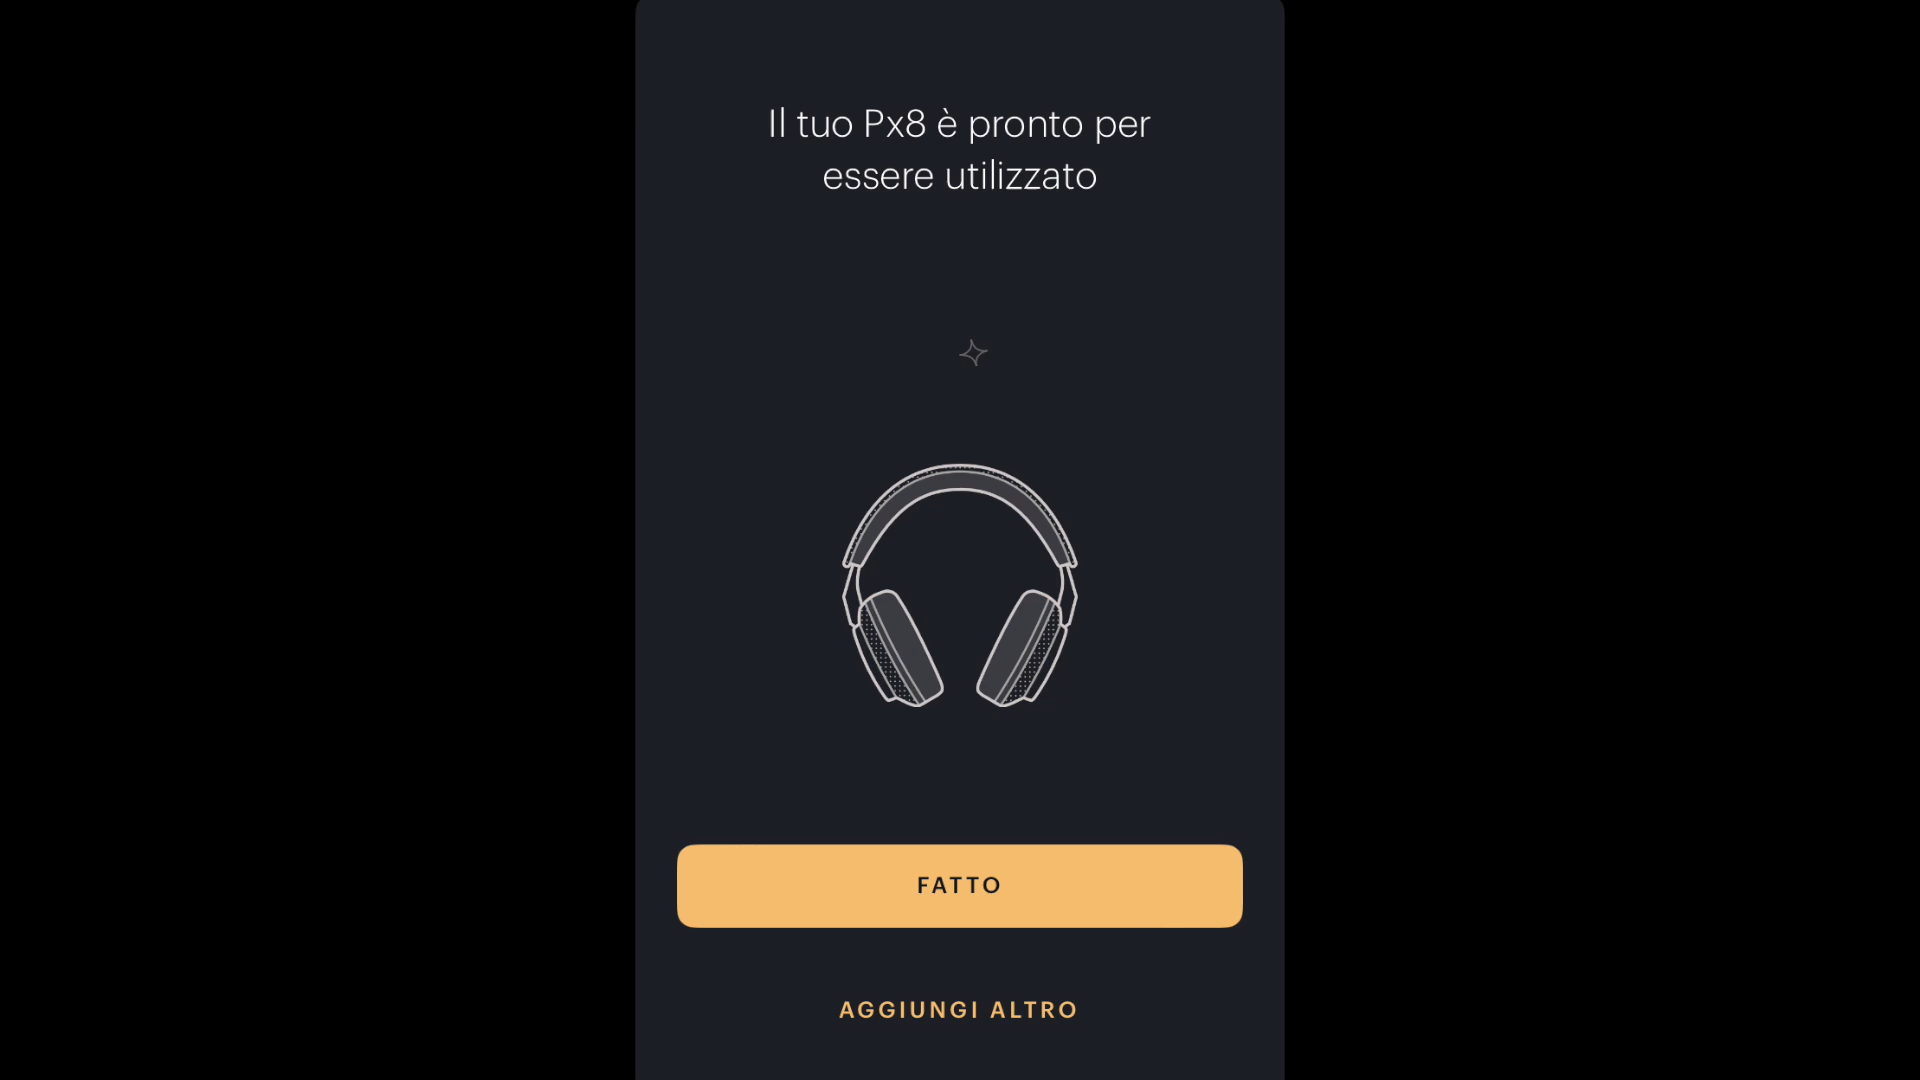 Il tuo Px8 è pronto per
essere utilizzato
FATTO
AGGIUNGI ALTRO